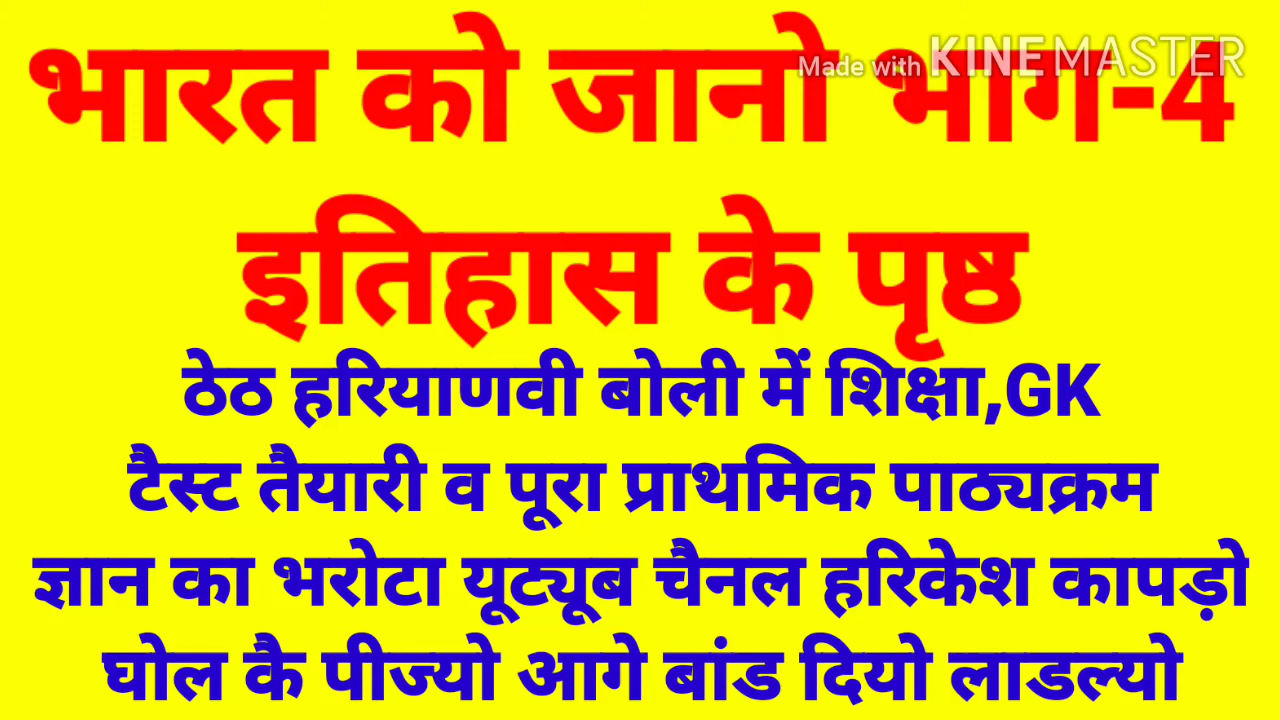 भारत को जानो भाग-4
Made with KINEMASTER
इतिहास के पृष्ठ
ठेठ हरियाणवी बोली में शिक्षा,GK
टैस्ट तैयारी व पूरा प्राथमिक पाठ्यक्रम
ज्ञान का भरोटा यूट्यूब चैनल हरिकेश कापड़ो
घोल कै पीज्यो आगे बांड दियो लाडल्यो